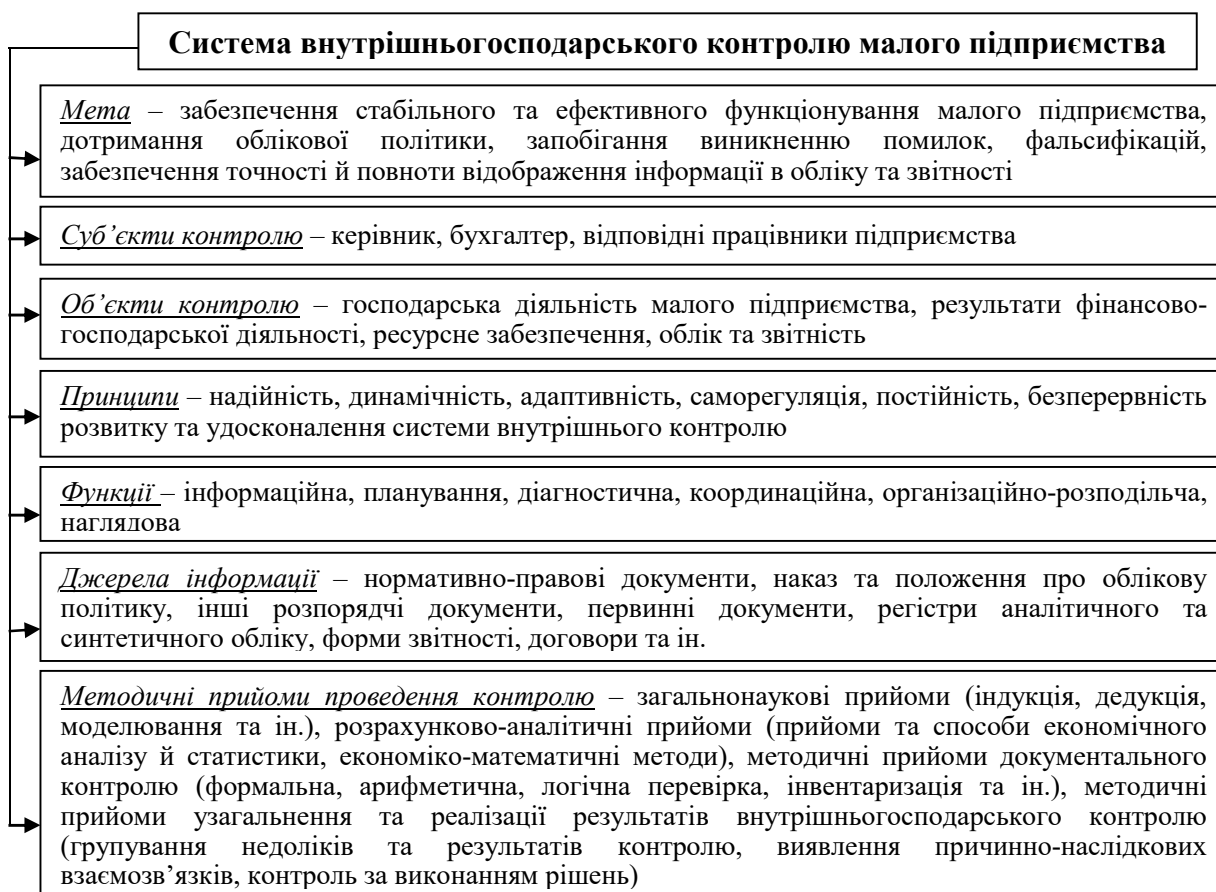 Система внутрішньогосподарського контролю малого підприємства
Мета – забезпечення стабільного та ефективного функціонування малого підприємства,
дотримання облікової політики, запобігання виникненню помилок, фальсифікацій,
забезпечення точності й повноти відображення інформації в обліку та звітності
Суб’єкти контролю – керівник, бухгалтер, відповідні працівники підприємства
Об’єкти контролю – господарська діяльність малого підприємства, результати фінансово-
господарської діяльності, ресурсне забезпечення, облік та звітність
Принципи – надійність, динамічність, адаптивність, саморегуляція, постійність, безперервність
розвитку та удосконалення системи внутрішнього контролю
Функції – інформаційна, планування, діагностична, координаційна, організаційно-розподільча,
наглядова
Джерела інформації – нормативно-правові документи, наказ та положення про облікову
політику, інші розпорядчі документи, первинні документи, регістри аналітичного та
синтетичного обліку, форми звітності, договори та ін.
Методичні прийоми проведення контролю – загальнонаукові прийоми (індукція, дедукція,
моделювання та ін.), розрахунково-аналітичні прийоми (прийоми та способи економічного
аналізу й статистики, економіко-математичні методи), методичні прийоми документального
контролю (формальна, арифметична, логічна перевірка, інвентаризація та ін.), методичні
прийоми узагальнення та реалізації результатів внутрішньогосподарського контролю
(групування недоліків та результатів контролю, виявлення причинно-наслідкових
взаємозв’язків, контроль за виконанням рішень)